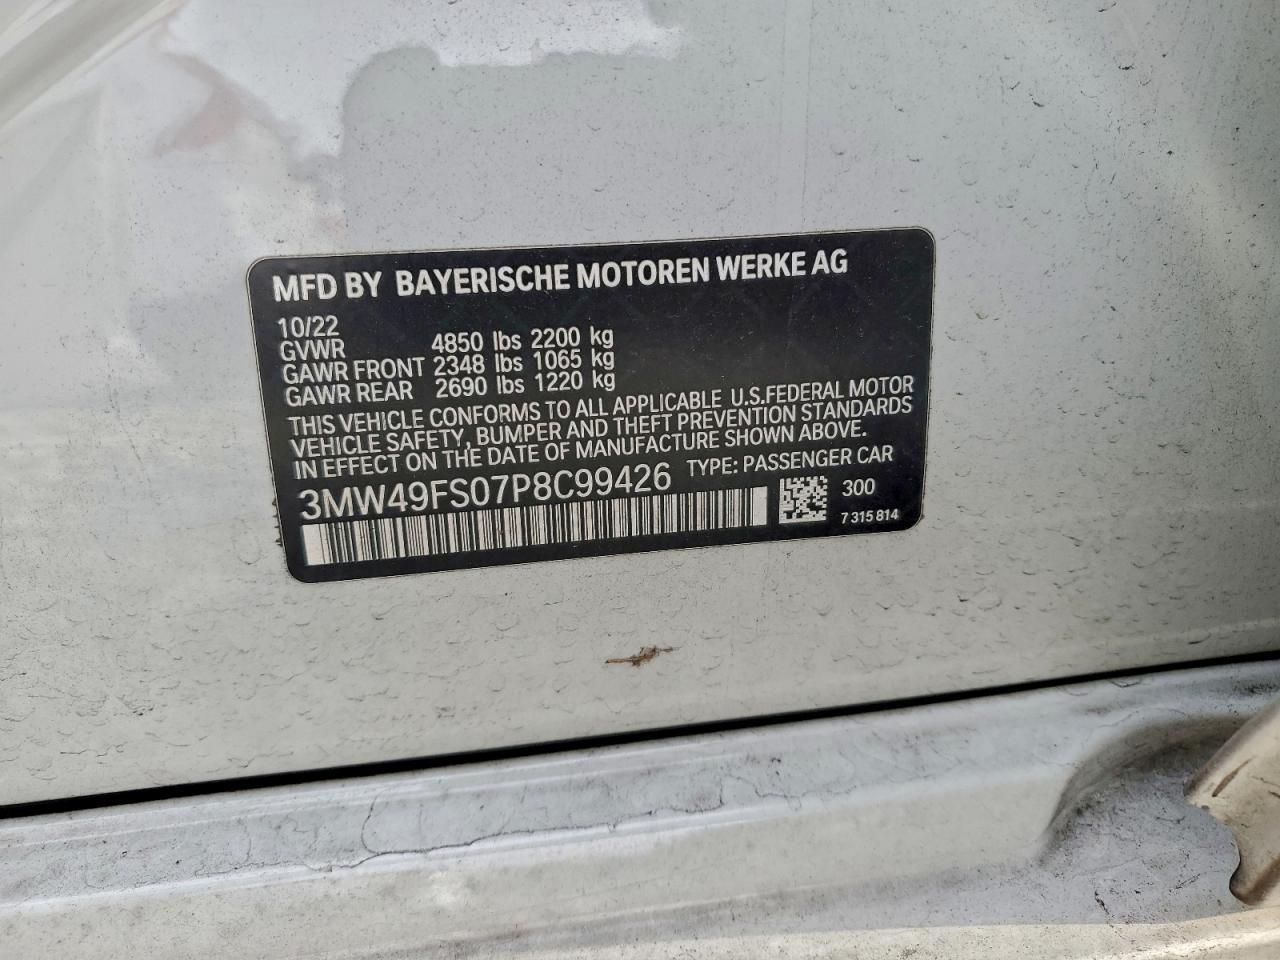 MFD BY BAYERISCHE MOTOREN WERKE AG
10/22
GVWR 4850 lbs 2200 kg
GAWR FRONT 2348 lbs 1065 kg
GAWR REAR 2690 lbs 1220 kg
THIS VEHICLE CONFORMS TO ALL APPLICABLE U.S.FEDERAL MOTOR
VEHICLE SAFETY, BUMPER AND THEFT PREVENTION STANDARDS
IN EFFECT ON THE DATE OF MANUFACTURE SHOWN ABOVE.
3MW49FS07P8C99426 TYPE: PASSENGER CAR
300
7 315 814